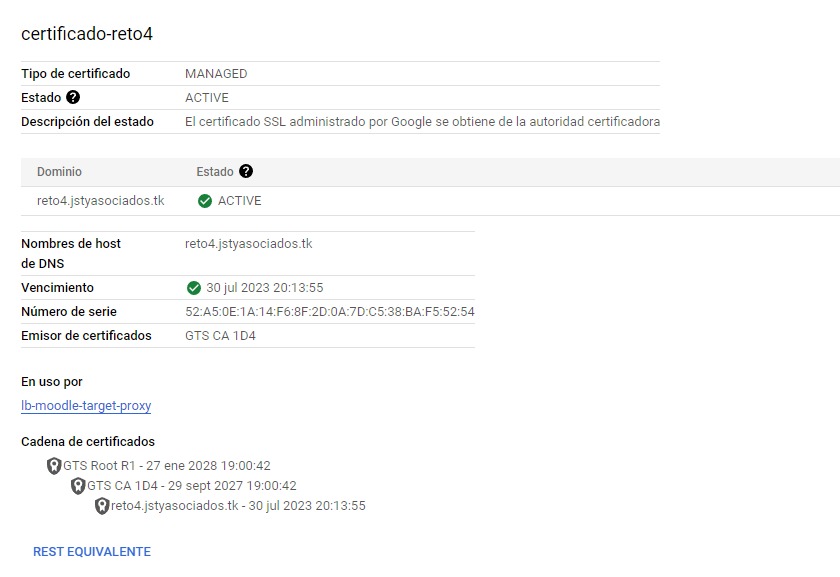 certificado-reto4
Tipo de certificado MANAGED
Estado ? ACTIVE
Descripción del estado El certificado SSL administrado por Google se obtiene de la autoridad certificadora
Dominio Estado ?
reto4.jstyasociados.tk ACTIVE
Nombres de host reto4.jstyasociados.tk
de DNS
Vencimiento 30 jul 2023 20:13:55
Número de serie 52:A5:0E:1A:14:F6:8F:2D:0A:7D:C5:38:BA:F5:52:54
Emisor de certificados GTS CA 1D4
En uso por
lb-moodle-target-proxy
Cadena de certificados
GTS Root R1 - 27 ene 2028 19:00:42
GTS CA 1D4 - 29 sept 2027 19:00:42
reto4.jstyasociados.tk - 30 jul 2023 20:13:55
REST EQUIVALENTE